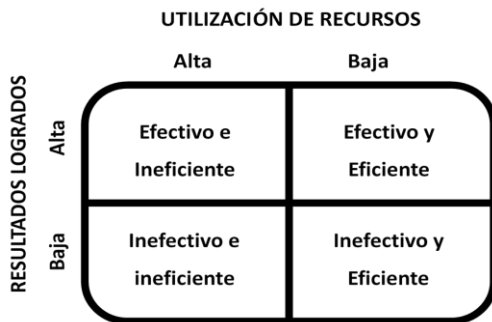 UTILIZACIÓN DE RECURSOS
Alta
Baja
RESULTADOS LOGRADOS
Alta
Efectivo e
Ineficiente
Efectivo y
Eficiente
Baja
Inefectivo e
ineficiente
Inefectivo y
Eficiente